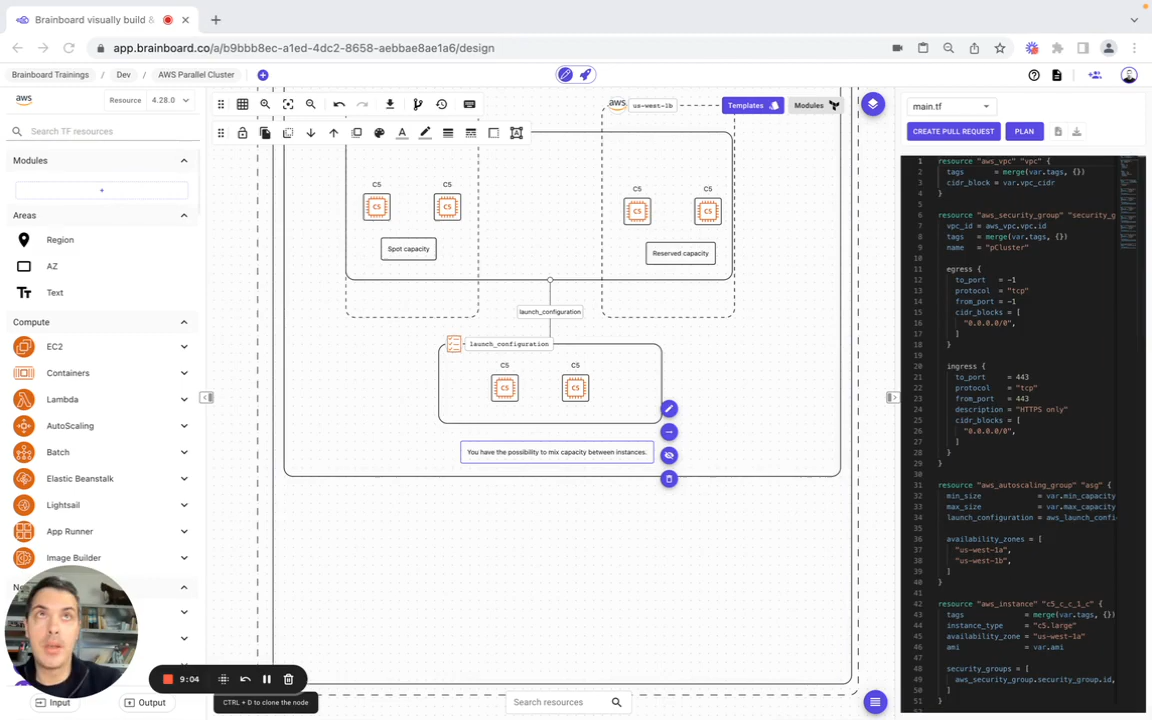 Brainboard visually build &
app.brainboard.co/a/b9bbb8ec-a1ed-4dc2-8658-aebbae8ae1a6/design
Brainboard Trainings / Dev / AWS Parallel Cluster
aws
Resource 4.28.0
Search TF resources
Modules
+
Areas
Region
AZ
Text
Compute
EC2
Containers
Lambda
AutoScaling
Batch
Elastic Beanstalk
Lightsail
App Runner
Image Builder
Input
Output
9:04
CTRL + D to clone the node
aws us-west-1b
Templates
Modules
C5 C5
C5 C5
Spot capacity
C5 C5
C5 C5
Reserved capacity
launch_configuration
launch_configuration
C5 C5
C5 C5
You have the possibility to mix capacity between instances.
Search resources
main.tf
CREATE PULL REQUEST
PLAN
1 resource "aws_vpc" "vpc" {
2 tags = merge(var.tags, {})
3 cidr_block = var.vpc_cidr
4 }
5
6 resource "aws_security_group" "security_g
7 vpc_id = aws_vpc.vpc.id
8 tags = merge(var.tags, {})
9 name = "pCluster"
10
11 egress {
12 to_port = -1
13 protocol = "tcp"
14 from_port = -1
15 cidr_blocks = [
16 "0.0.0.0/0",
17 ]
18 }
19
20 ingress {
21 to_port = 443
22 protocol = "tcp"
23 from_port = 443
24 description = "HTTPS only"
25 cidr_blocks = [
26 "0.0.0.0/0",
27 ]
28 }
29 }
30
31 resource "aws_autoscaling_group" "asg" {
32 min_size = var.min_capacity
33 max_size = var.max_capacity
34 launch_configuration = aws_launch_confi
35
36 availability_zones = [
37 "us-west-1a",
38 "us-west-1b",
39 ]
40 }
41
42 resource "aws_instance" "c5_c_c_1_c" {
43 tags = merge(var.tags, {})
44 instance_type = "c5.large"
45 availability_zone = "us-west-1a"
46 ami = var.ami
47
48 security_groups = [
49 aws_security_group.security_group.id,
50 ]
51